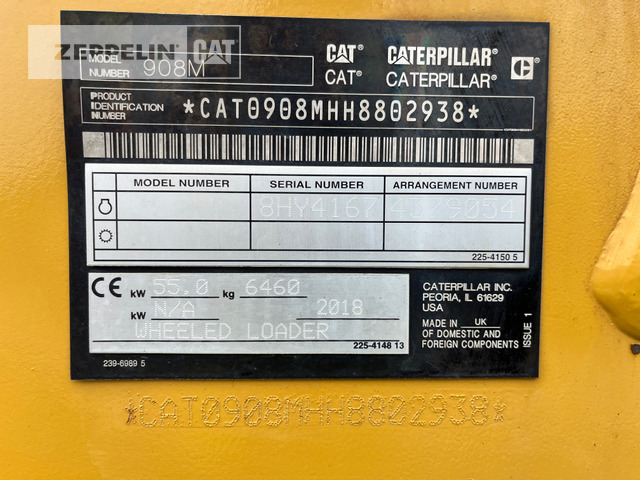 ZEPPELIN CAT
MODEL NUMBER 908M
CAT CATERPILLAR C
CAT® CATERPILLAR®
PRODUCT IDENTIFICATION NUMBER *CAT0908MHH8802938*
MODEL NUMBER SERIAL NUMBER ARRANGEMENT NUMBER
8HY4167 4579054
225-4150 5
CE kW 55.0 kg 6460
kW N/A 2018
WHEELED LOADER
225-4148 13
CATERPILLAR INC.
PEORIA, IL 61629
USA
MADE IN UK
OF DOMESTIC AND
FOREIGN COMPONENTS
ISSUE 1
239-6989 5
*CAT0908MHH8802938*